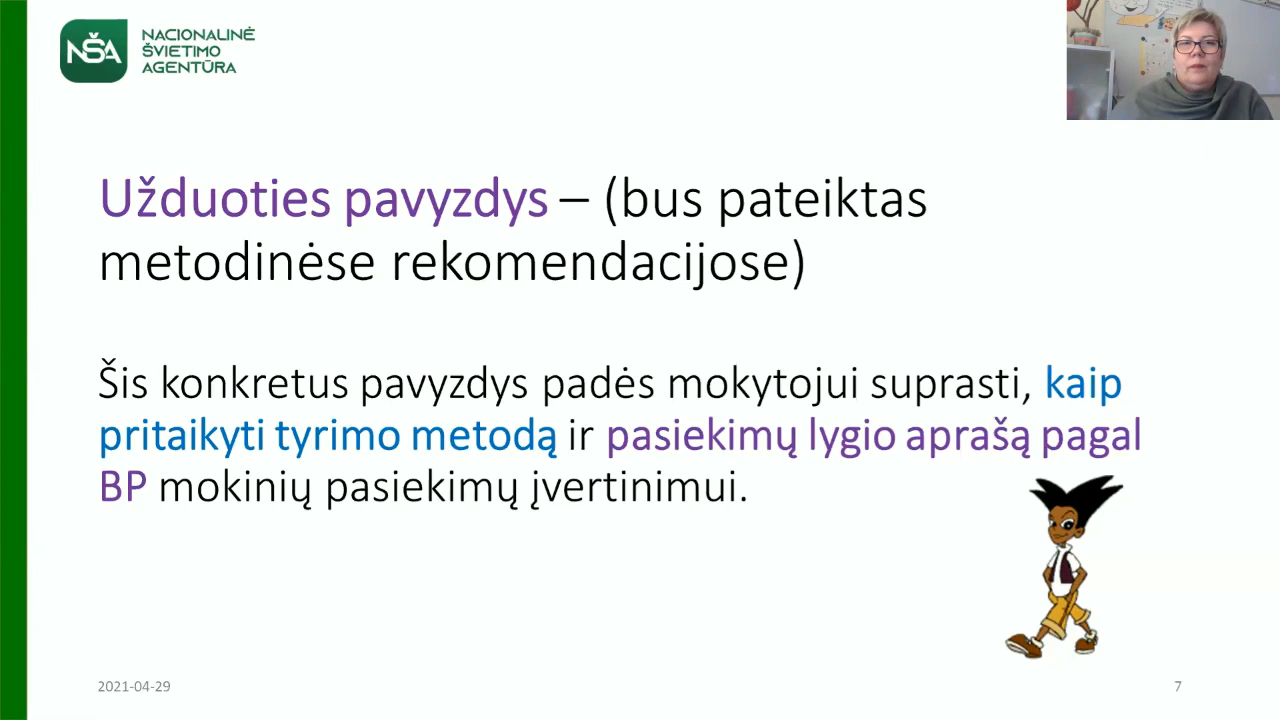 NŠA
NACIONALINĖ
ŠVIETIMO
AGENTŪRA
Užduoties pavyzdys – (bus pateiktas
metodinėse rekomendacijose)
Šis konkretus pavyzdys padės mokytojui suprasti, kaip
pritaikyti tyrimo metodą ir pasiekimų lygio aprašą pagal
BP mokinių pasiekimų įvertinimui.
2021-04-29
7